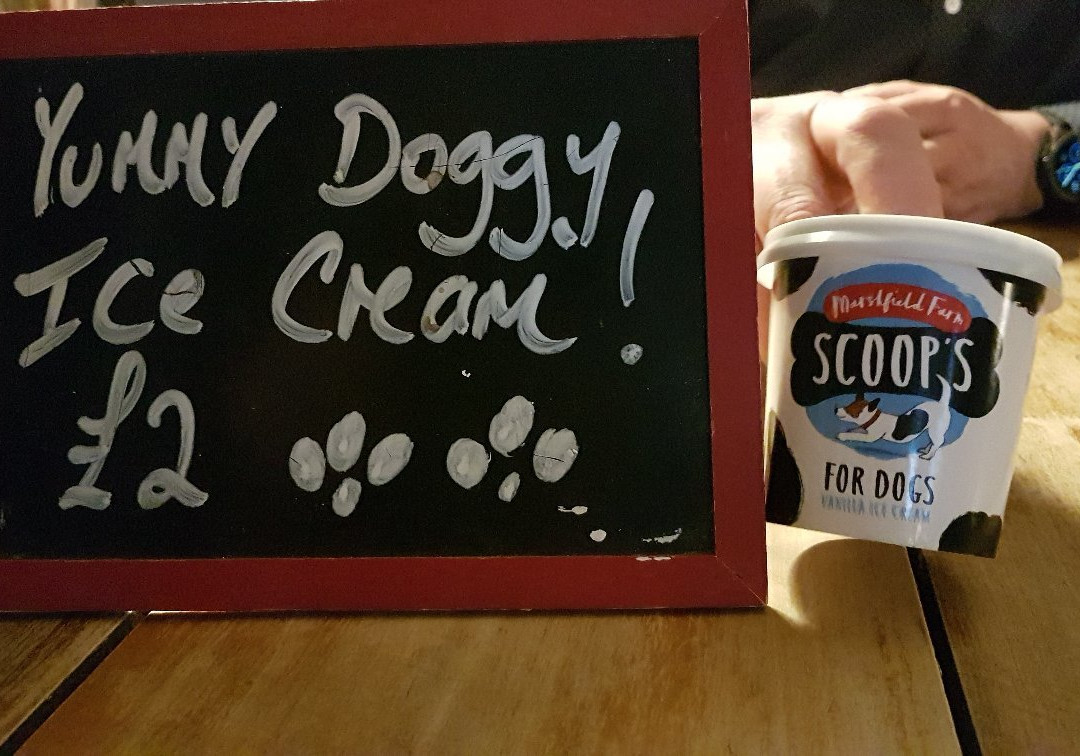 Yummy Doggy
Ice Cream!
£2
Marshfield Farm
SCOOP'S
FOR DOGS
VANILLA ICE CREAM